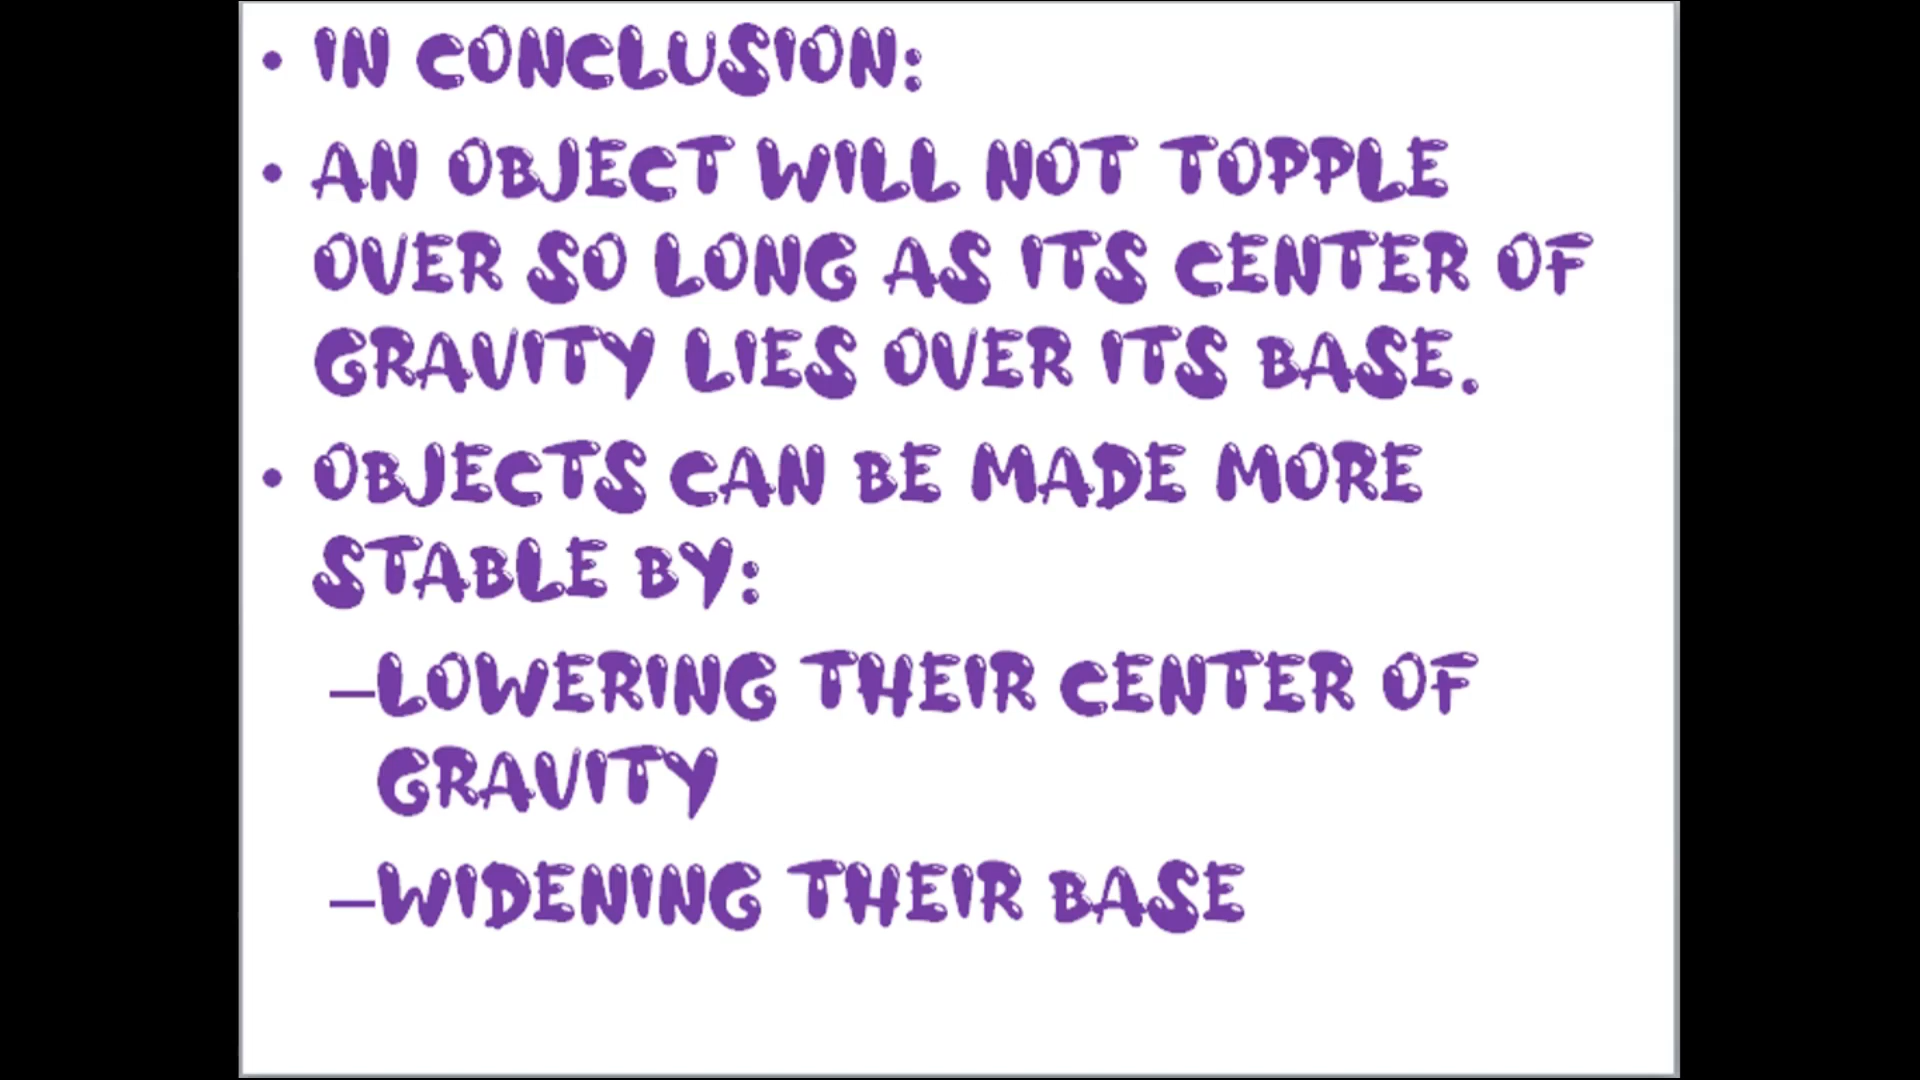 • IN CONCLUSION:
• AN OBJECT WILL NOT TOPPLE
OVER SO LONG AS ITS CENTER OF
GRAVITY LIES OVER ITS BASE.
• OBJECTS CAN BE MADE MORE
STABLE BY:
–LOWERING THEIR CENTER OF
GRAVITY
–WIDENING THEIR BASE